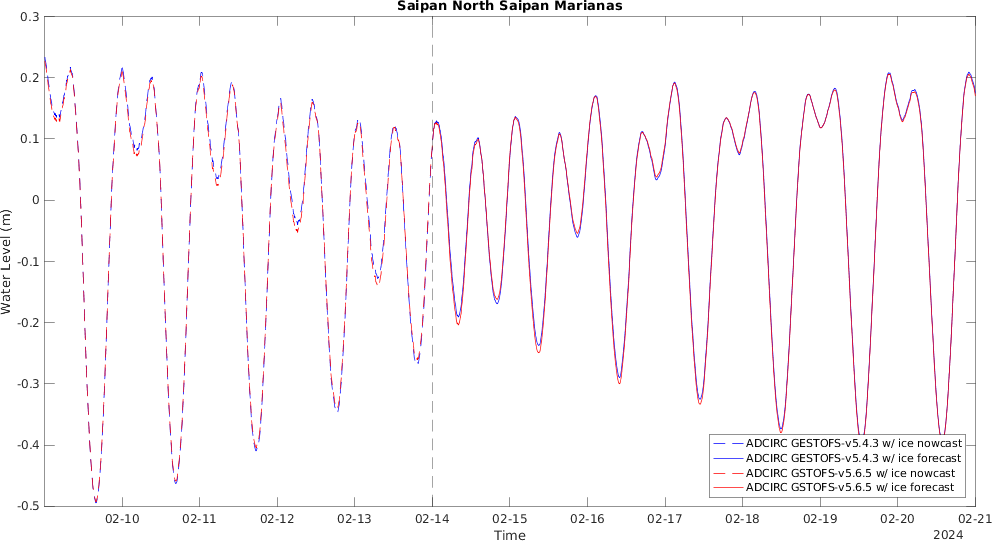 Saipan North Saipan Marianas
0.3
0.2
0.1
0
-0.1
-0.2
-0.3
-0.4
-0.5
Water Level (m)
ADCIRC GESTOFS-v5.4.3 w/ ice nowcast
ADCIRC GESTOFS-v5.4.3 w/ ice forecast
ADCIRC GSTOFS-v5.6.5 w/ ice nowcast
ADCIRC GSTOFS-v5.6.5 w/ ice forecast
02-10 02-11 02-12 02-13 02-14 02-15 02-16 02-17 02-18 02-19 02-20 02-21
Time
2024